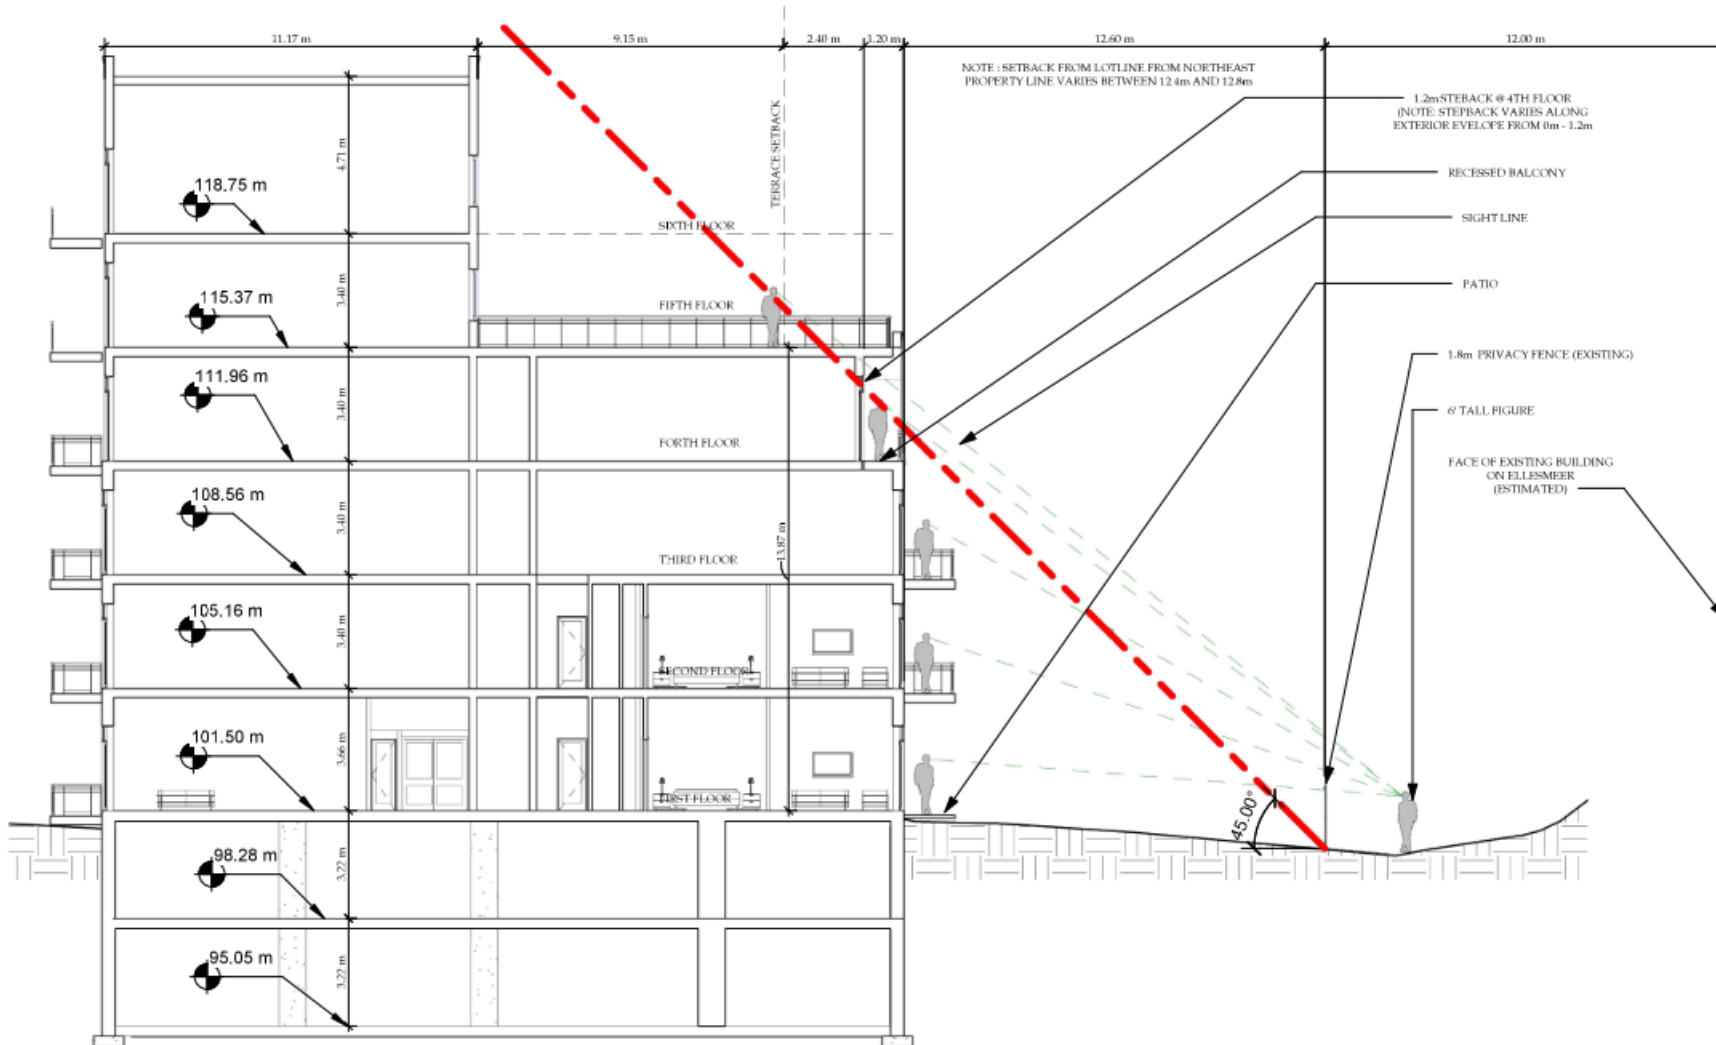 11.17 m
9.15 m
2.40 m
1.20 m
12.60 m
12.00 m
NOTE : SETBACK FROM LOTLINE FROM NORTHEAST
PROPERTY LINE VARIES BETWEEN 12.4m AND 12.8m
1.2m STEBACK @ 4TH FLOOR
(NOTE: STEPBACK VARIES ALONG
EXTERIOR EVELOPE FROM 0m - 1.2m
TERRACE SETBACK
4.71 m
RECESSED BALCONY
118.75 m
SIGHT LINE
SIXTH FLOOR
3.40 m
PATIO
115.37 m
FIFTH FLOOR
1.8m PRIVACY FENCE (EXISTING)
111.96 m
3.40 m
6' TALL FIGURE
FORTH FLOOR
FACE OF EXISTING BUILDING
ON ELLESMEER
(ESTIMATED)
108.56 m
3.40 m
13.87 m
THIRD FLOOR
105.16 m
3.40 m
SECOND FLOOR
101.50 m
3.66 m
FIRST FLOOR
45.00°
98.28 m
3.22 m
95.05 m
3.22 m